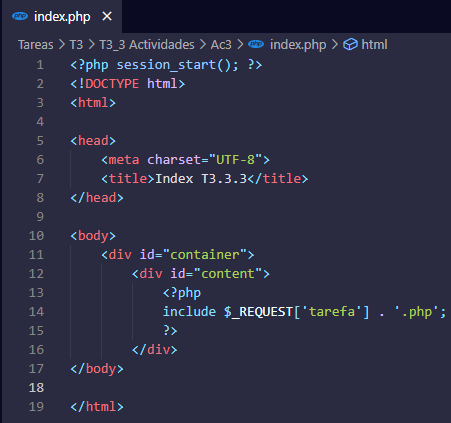 index.php
Tareas > T3 > T3_3 Actividades > Ac3 > index.php > html
1 <?php session_start(); ?>
2 <!DOCTYPE html>
3 <html>
4
5 <head>
6 <meta charset="UTF-8">
7 <title>Index T3.3.3</title>
8 </head>
9
10 <body>
11 <div id="container">
12 <div id="content">
13 <?php
14 include $_REQUEST['tarefa'] . '.php';
15 ?>
16 </div>
17 </body>
18
19 </html>